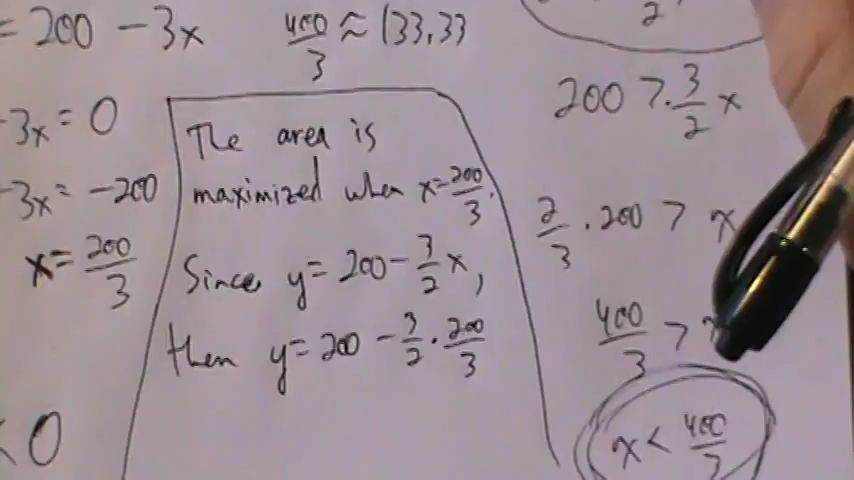 = 200 - 3x
400/3 ≈ 133.33
-3x = 0
-3x = -200
x = 200/3
< 0
The area is
maximized when x = 200/3.
Since y = 200 - 3/2 x,
then y = 200 - 3/2 · 200/3
2
200 > 3/2 x
2/3 · 200 > x
400/3 >
x < 400/3